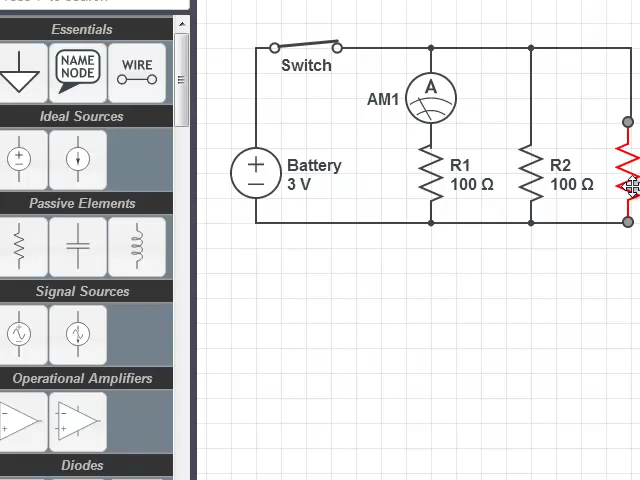 Essentials
NAME
NODE
WIRE
Ideal Sources
Passive Elements
Signal Sources
Operational Amplifiers
Diodes
Switch
A
AM1
Battery
3 V
R1
100 Ω
R2
100 Ω